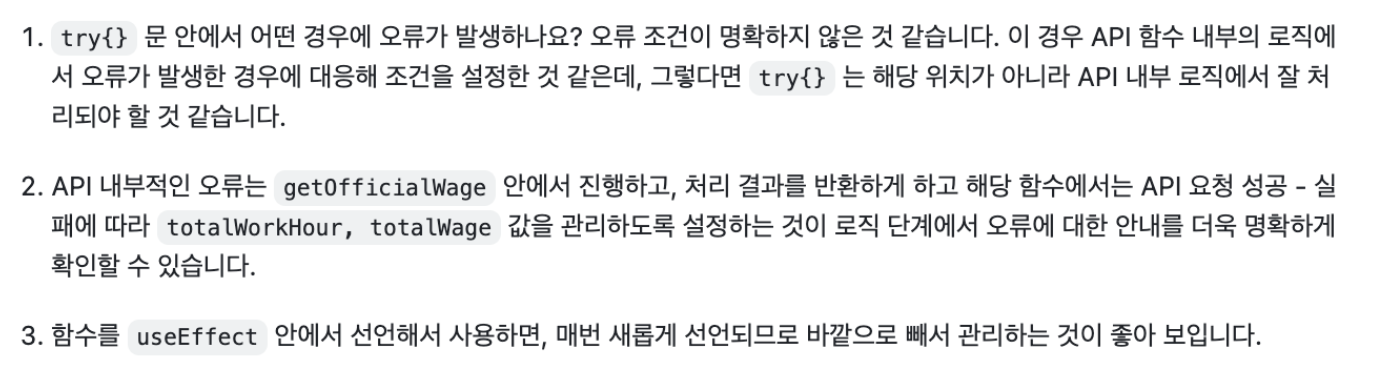 1. try{} 문 안에서 어떤 경우에 오류가 발생하나요? 오류 조건이 명확하지 않은 것 같습니다. 이 경우 API 함수 내부의 로직에
서 오류가 발생한 경우에 대응해 조건을 설정한 것 같은데, 그렇다면 try{} 는 해당 위치가 아니라 API 내부 로직에서 잘 처
리되야 할 것 같습니다.
2. API 내부적인 오류는 getOfficialWage 안에서 진행하고, 처리 결과를 반환하게 하고 해당 함수에서는 API 요청 성공 - 실
패에 따라 totalWorkHour, totalWage 값을 관리하도록 설정하는 것이 로직 단계에서 오류에 대한 안내를 더욱 명확하게
확인할 수 있습니다.
3. 함수를 useEffect 안에서 선언해서 사용하면, 매번 새롭게 선언되므로 바깥으로 빼서 관리하는 것이 좋아 보입니다.